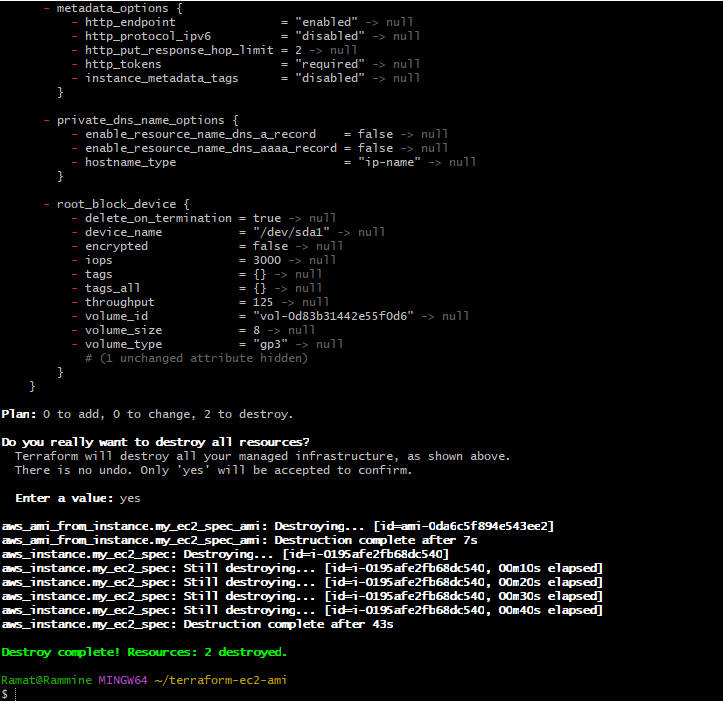 - metadata_options {
- http_endpoint = "enabled" -> null
- http_protocol_ipv6 = "disabled" -> null
- http_put_response_hop_limit = 2 -> null
- http_tokens = "required" -> null
- instance_metadata_tags = "disabled" -> null
}
- private_dns_name_options {
- enable_resource_name_dns_a_record = false -> null
- enable_resource_name_dns_aaaa_record = false -> null
- hostname_type = "ip-name" -> null
}
- root_block_device {
- delete_on_termination = true -> null
- device_name = "/dev/sda1" -> null
- encrypted = false -> null
- iops = 3000 -> null
- tags = {} -> null
- tags_all = {} -> null
- throughput = 125 -> null
- volume_id = "vol-0d83b31442e55f0d6" -> null
- volume_size = 8 -> null
- volume_type = "gp3" -> null
# (1 unchanged attribute hidden)
}
}
Plan: 0 to add, 0 to change, 2 to destroy.
Do you really want to destroy all resources?
Terraform will destroy all your managed infrastructure, as shown above.
There is no undo. Only 'yes' will be accepted to confirm.
Enter a value: yes
aws_ami_from_instance.my_ec2_spec_ami: Destroying... [id=ami-0da6c5f894e543ee2]
aws_ami_from_instance.my_ec2_spec_ami: Destruction complete after 7s
aws_instance.my_ec2_spec: Destroying... [id=i-0195afe2fb68dc540]
aws_instance.my_ec2_spec: Still destroying... [id=i-0195afe2fb68dc540, 00m10s elapsed]
aws_instance.my_ec2_spec: Still destroying... [id=i-0195afe2fb68dc540, 00m20s elapsed]
aws_instance.my_ec2_spec: Still destroying... [id=i-0195afe2fb68dc540, 00m30s elapsed]
aws_instance.my_ec2_spec: Still destroying... [id=i-0195afe2fb68dc540, 00m40s elapsed]
aws_instance.my_ec2_spec: Destruction complete after 43s
Destroy complete! Resources: 2 destroyed.
Ramat@Rammine MINGW64 ~/terraform-ec2-ami
$